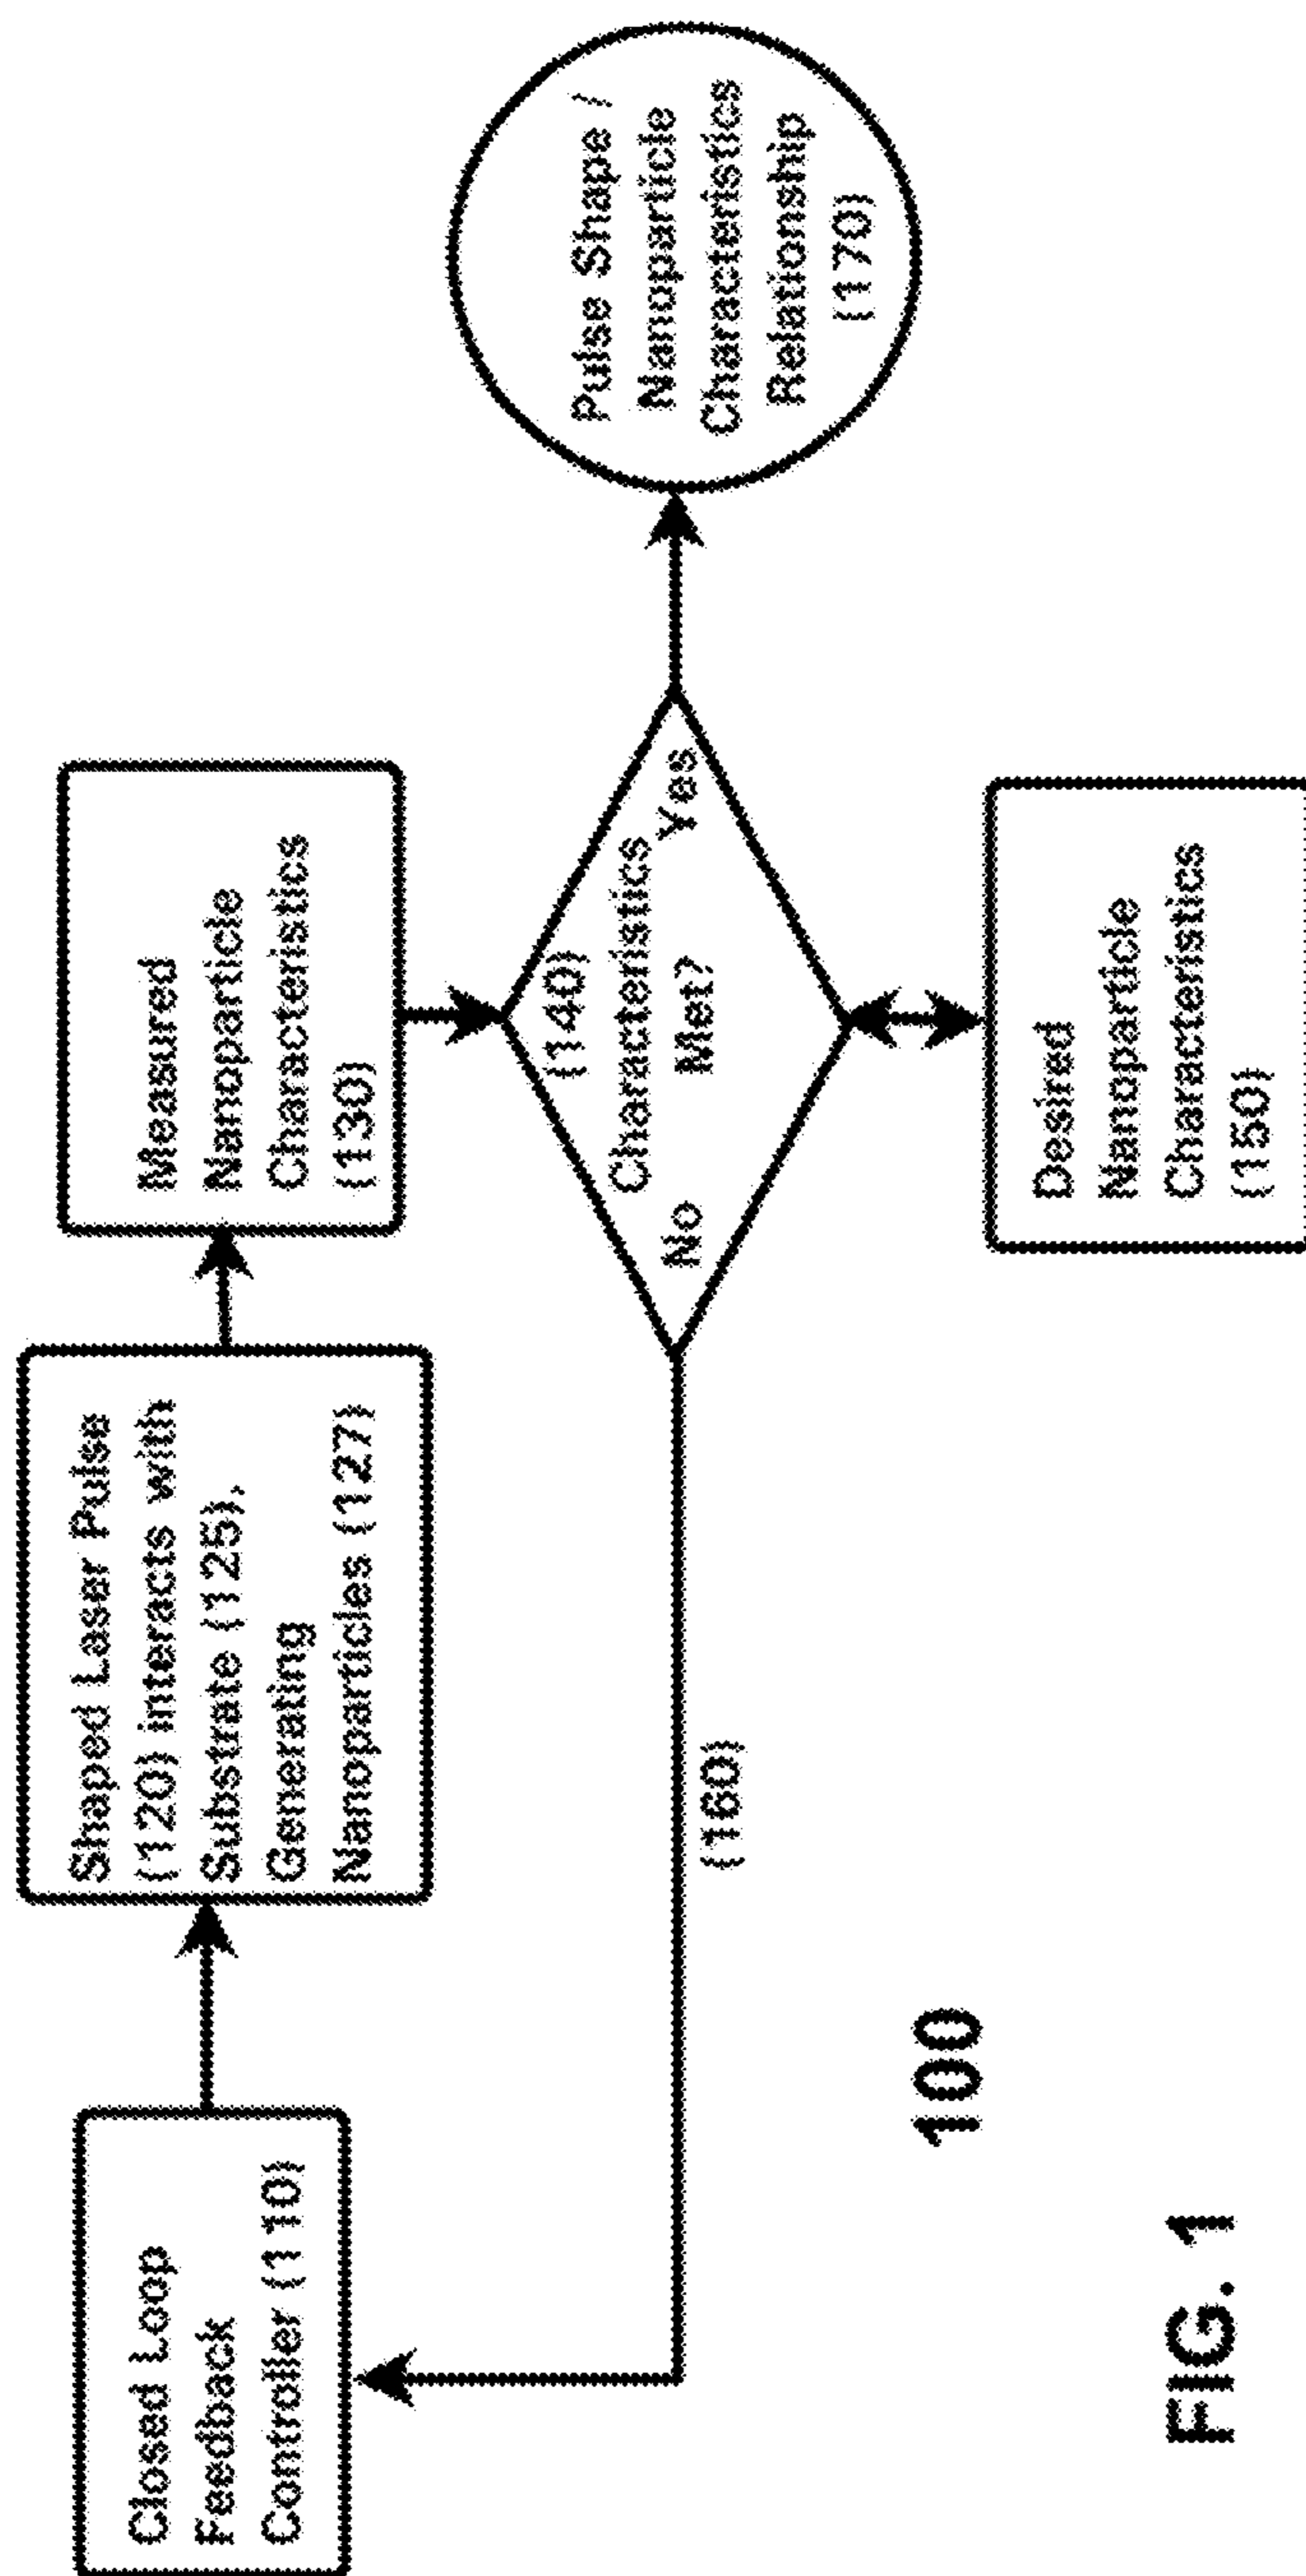 Closed Loop
Feedback
Controller (110)
Shaped Laser Pulse
(120) interacts with
Substrate (125),
Generating
Nanoparticles (127)
Measured
Nanoparticle
Characteristics
(130)
(140)
Characteristics
Met?
No
Yes
Pulse Shape /
Nanoparticle
Characteristics
Relationship
(170)
Desired
Nanoparticle
Characteristics
(150)
(160)
100
FIG. 1